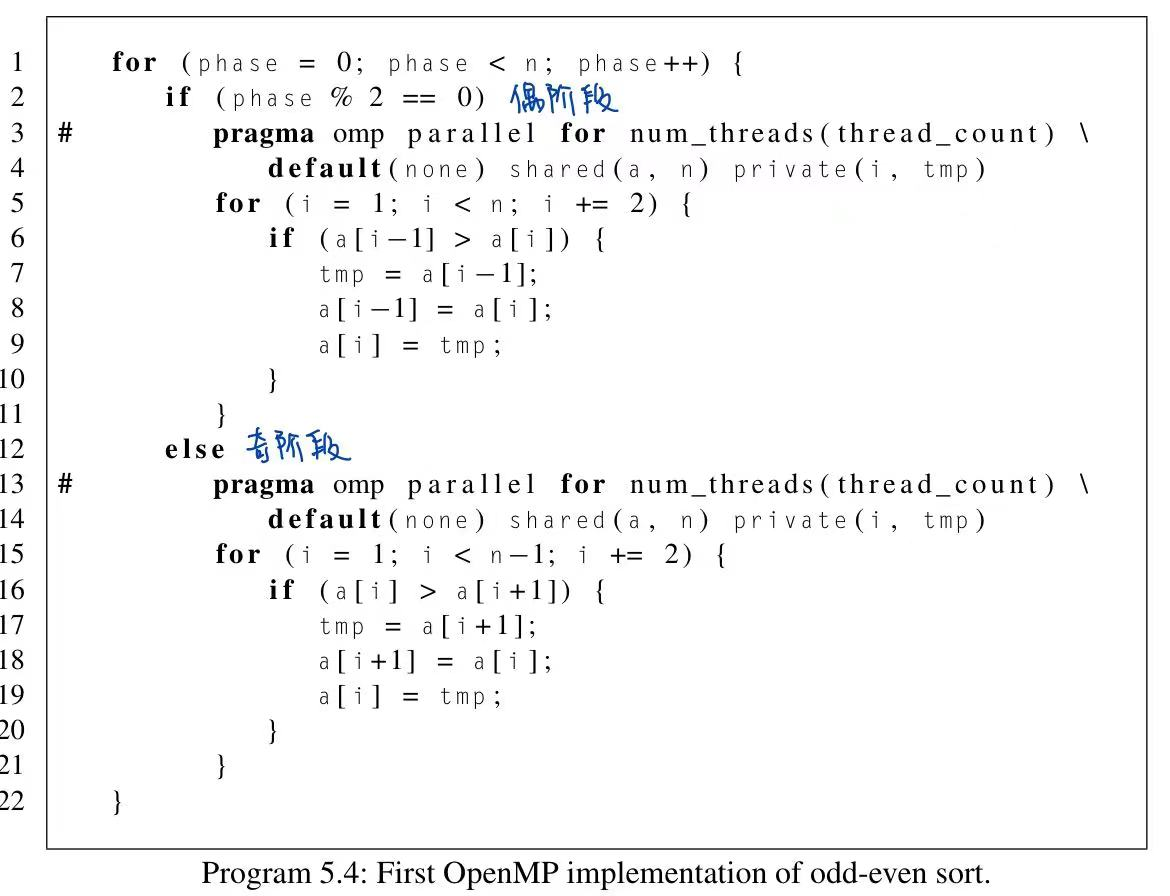 1 for (phase = 0; phase < n; phase++) {
2 if (phase % 2 == 0) 偶阶段
3 # pragma omp parallel for num_threads(thread_count) \
4 default(none) shared(a, n) private(i, tmp)
5 for (i = 1; i < n; i += 2) {
6 if (a[i−1] > a[i]) {
7 tmp = a[i−1];
8 a[i−1] = a[i];
9 a[i] = tmp;
10 }
11 }
12 else 奇阶段
13 # pragma omp parallel for num_threads(thread_count) \
14 default(none) shared(a, n) private(i, tmp)
15 for (i = 1; i < n−1; i += 2) {
16 if (a[i] > a[i+1]) {
17 tmp = a[i+1];
18 a[i+1] = a[i];
19 a[i] = tmp;
20 }
21 }
22 }
Program 5.4: First OpenMP implementation of odd-even sort.